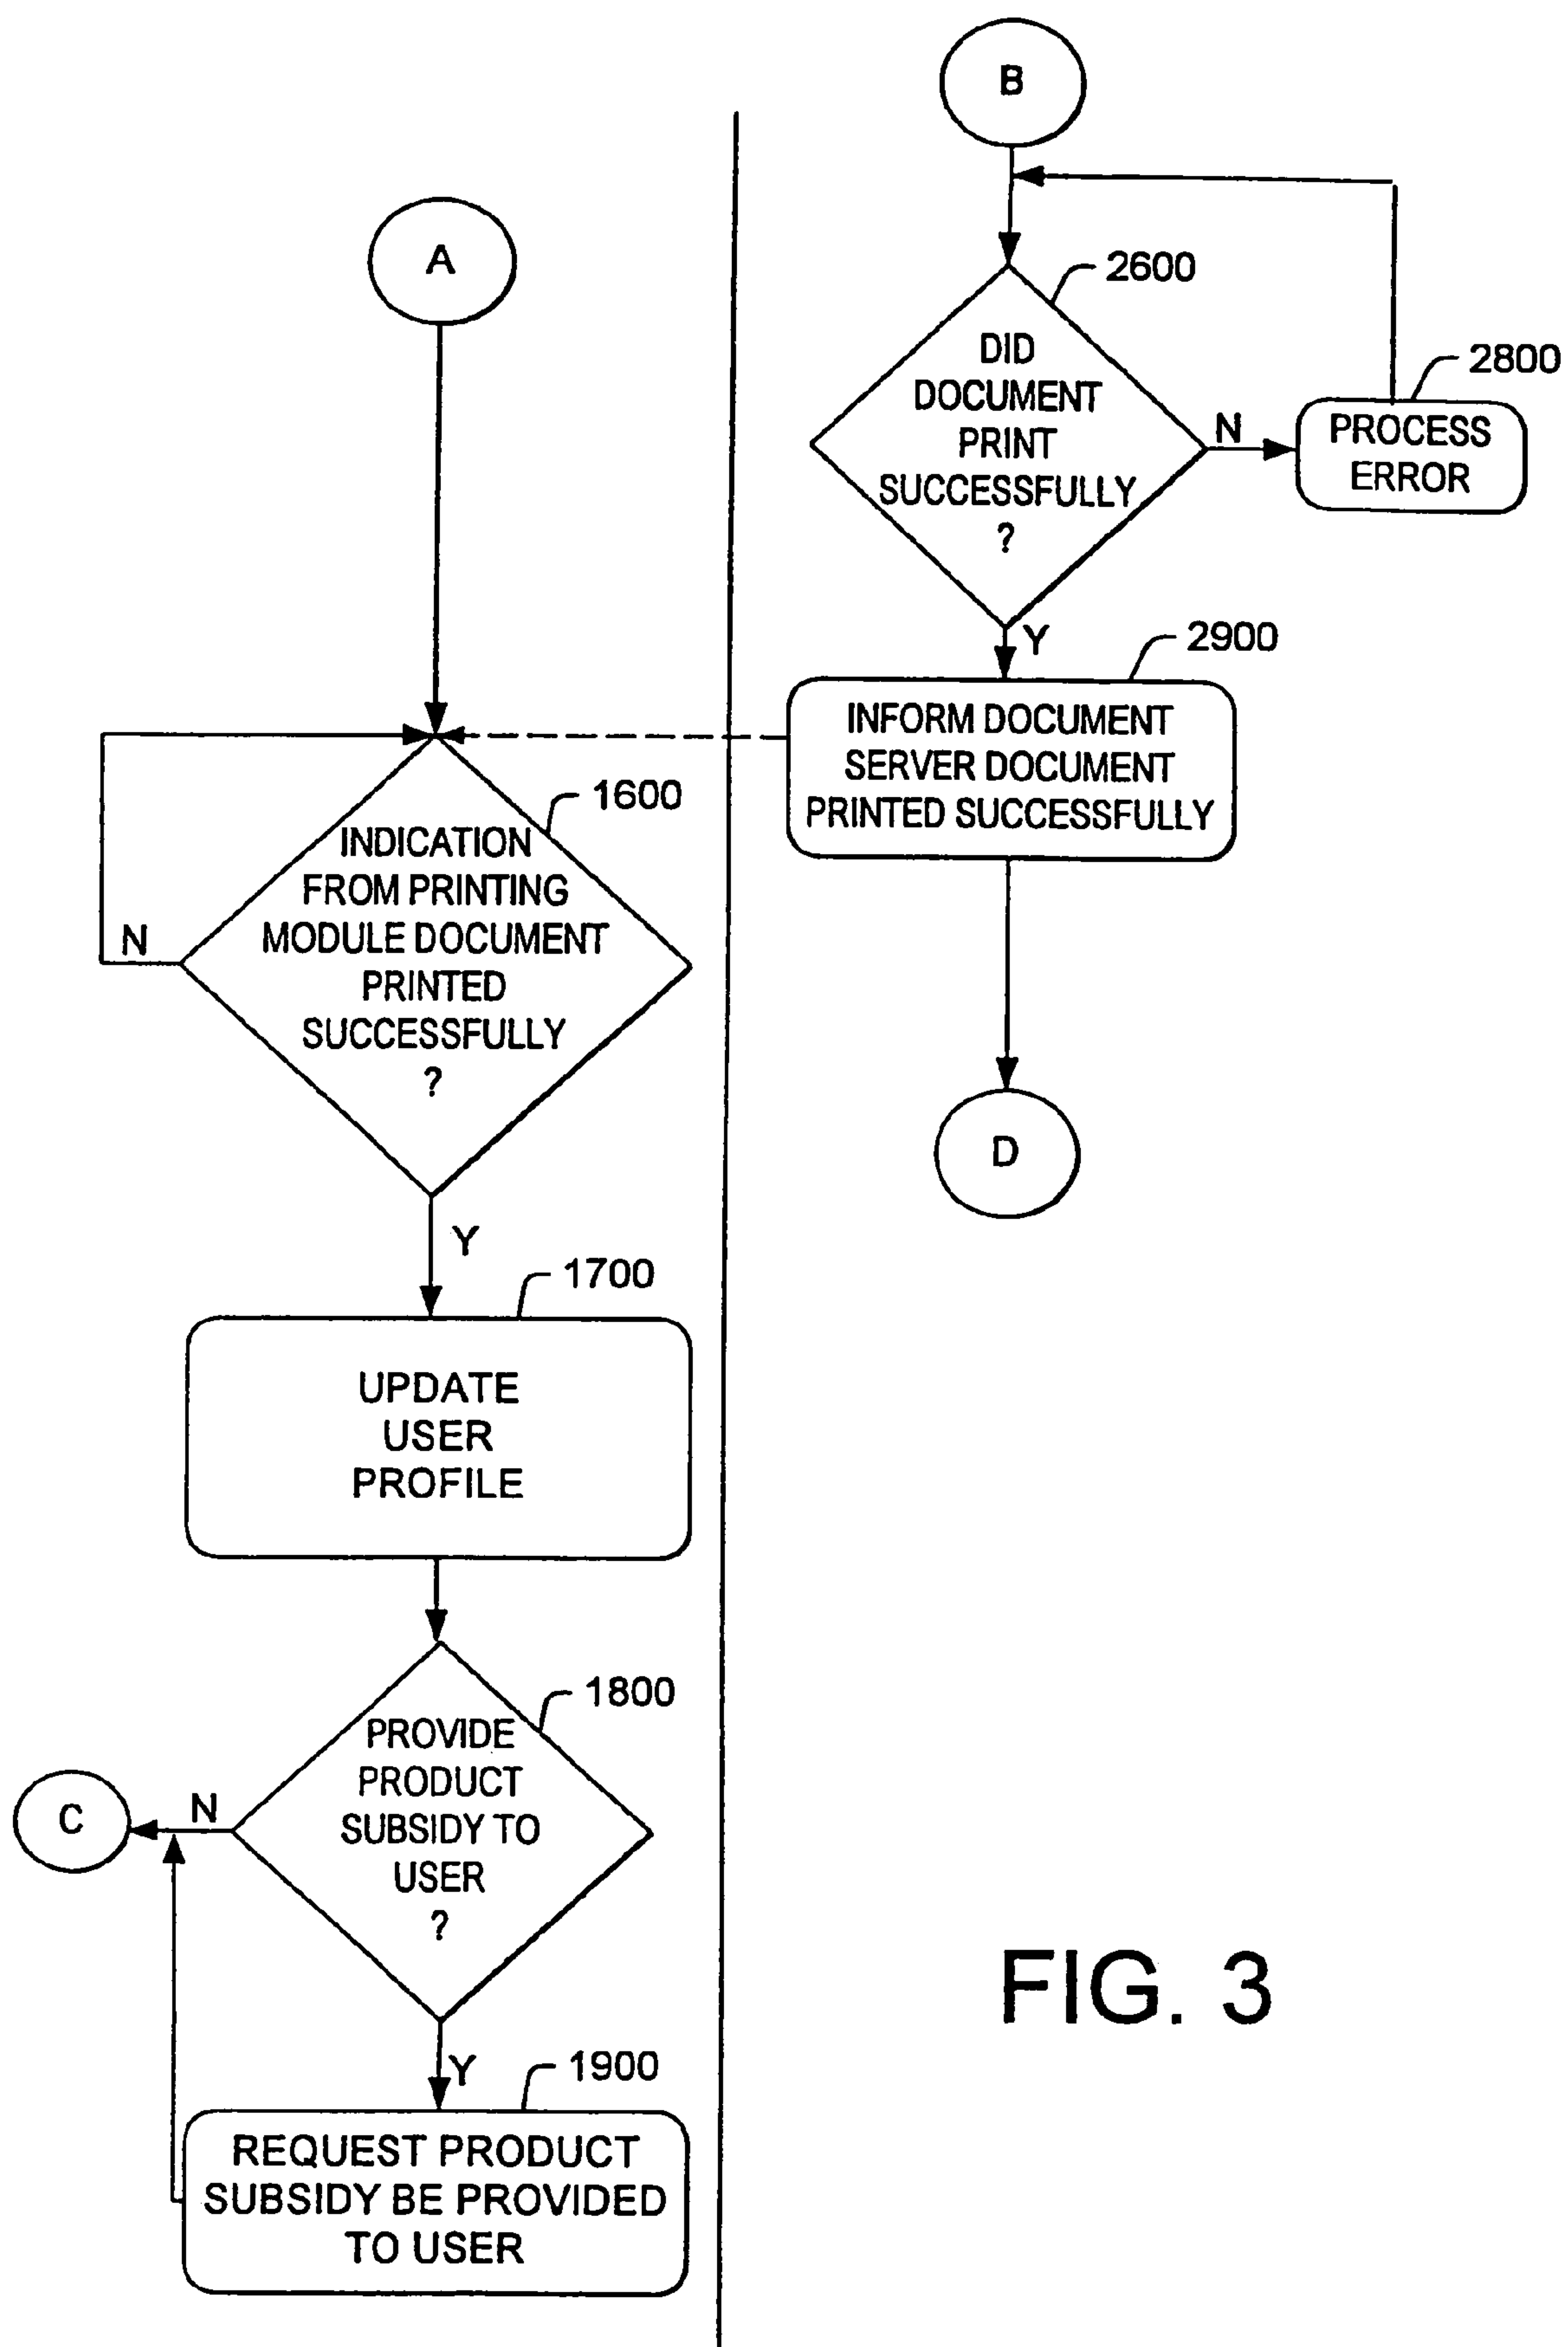 A
1600
INDICATION
FROM PRINTING
MODULE DOCUMENT
PRINTED
SUCCESSFULLY
?
N
Y
1700
UPDATE
USER
PROFILE
1800
PROVIDE
PRODUCT
SUBSIDY TO
USER
?
N
C
Y
1900
REQUEST PRODUCT
SUBSIDY BE PROVIDED
TO USER
B
2600
DID
DOCUMENT
PRINT
SUCCESSFULLY
?
N
2800
PROCESS
ERROR
Y
2900
INFORM DOCUMENT
SERVER DOCUMENT
PRINTED SUCCESSFULLY
D
FIG. 3